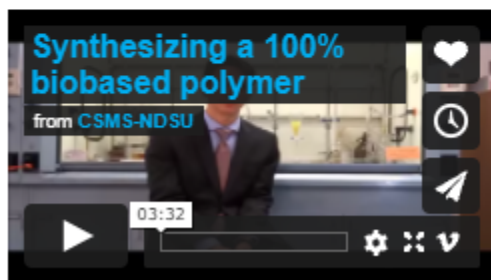 Synthesizing a 100%
biobased polymer
from CSMS-NDSU
03:32